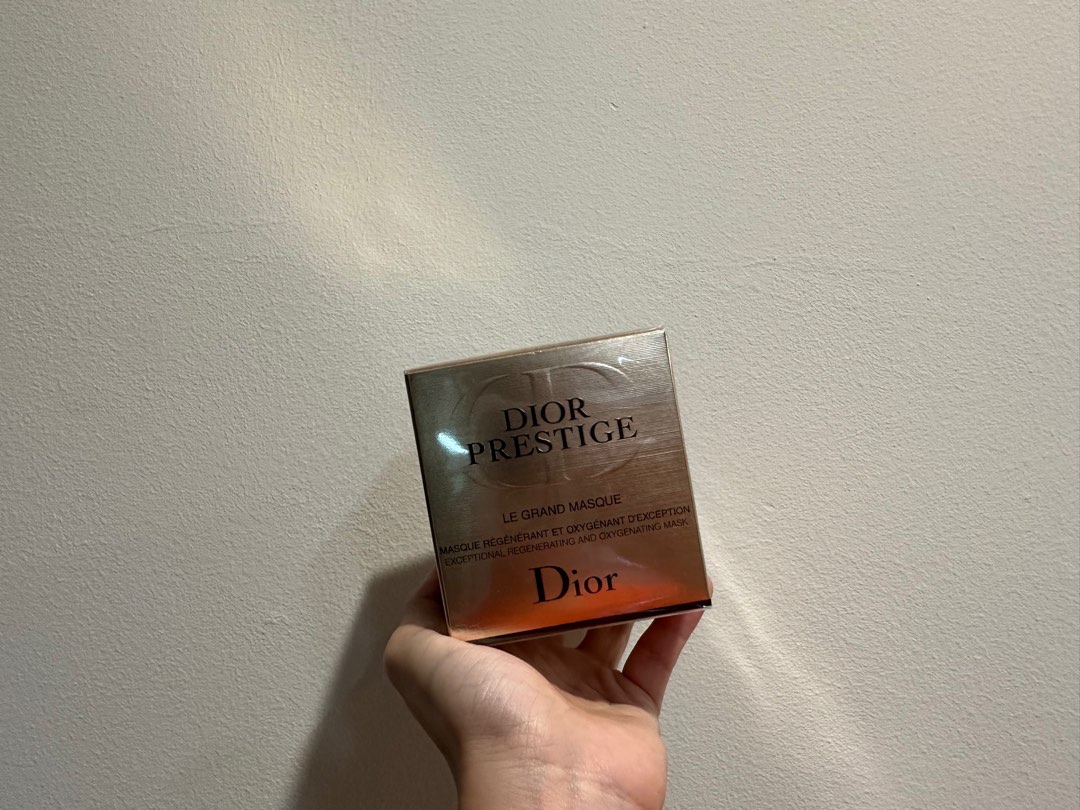 DIOR
PRESTIGE
LE GRAND MASQUE
MASQUE RÉGÉNÉRANT ET OXYGÉNANT D'EXCEPTION
EXCEPTIONAL REGENERATING AND OXYGENATING MASK
Dior